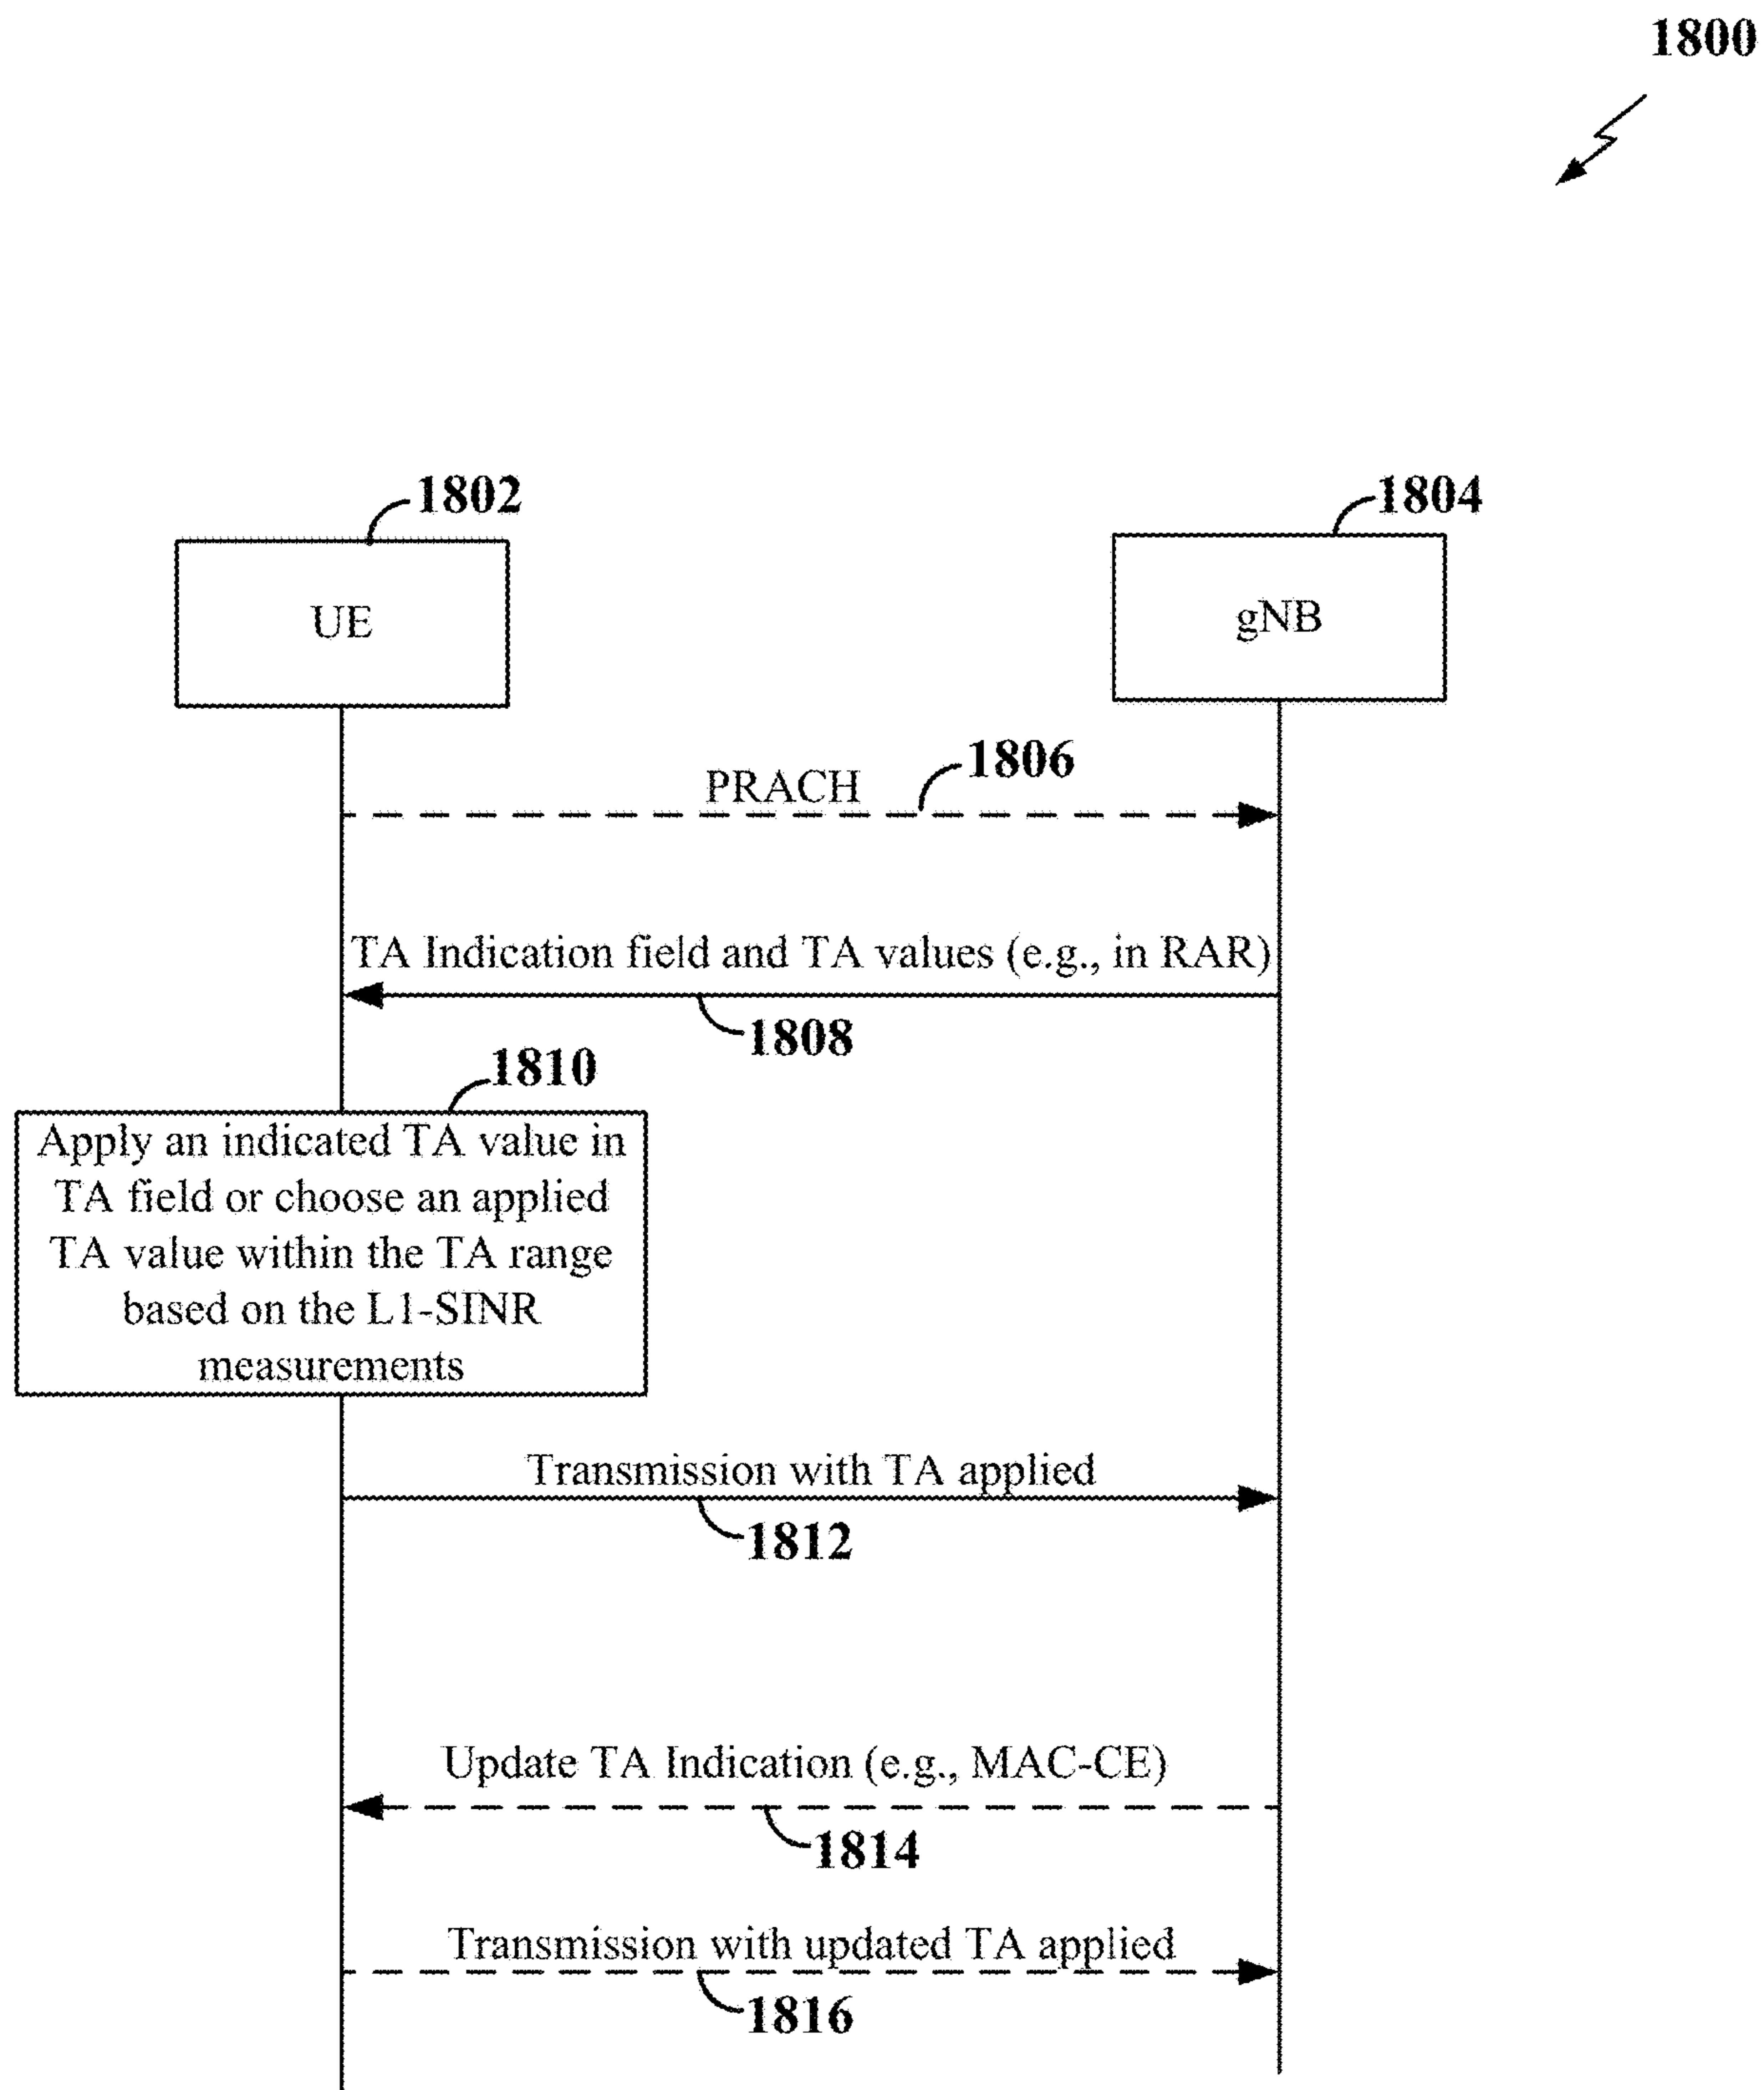 1800
1802
1804
UE
gNB
1806
PRACH
TA Indication field and TA values (e.g., in RAR)
1808
1810
Apply an indicated TA value in
TA field or choose an applied
TA value within the TA range
based on the L1-SINR
measurements
Transmission with TA applied
1812
Update TA Indication (e.g., MAC-CE)
1814
Transmission with updated TA applied
1816